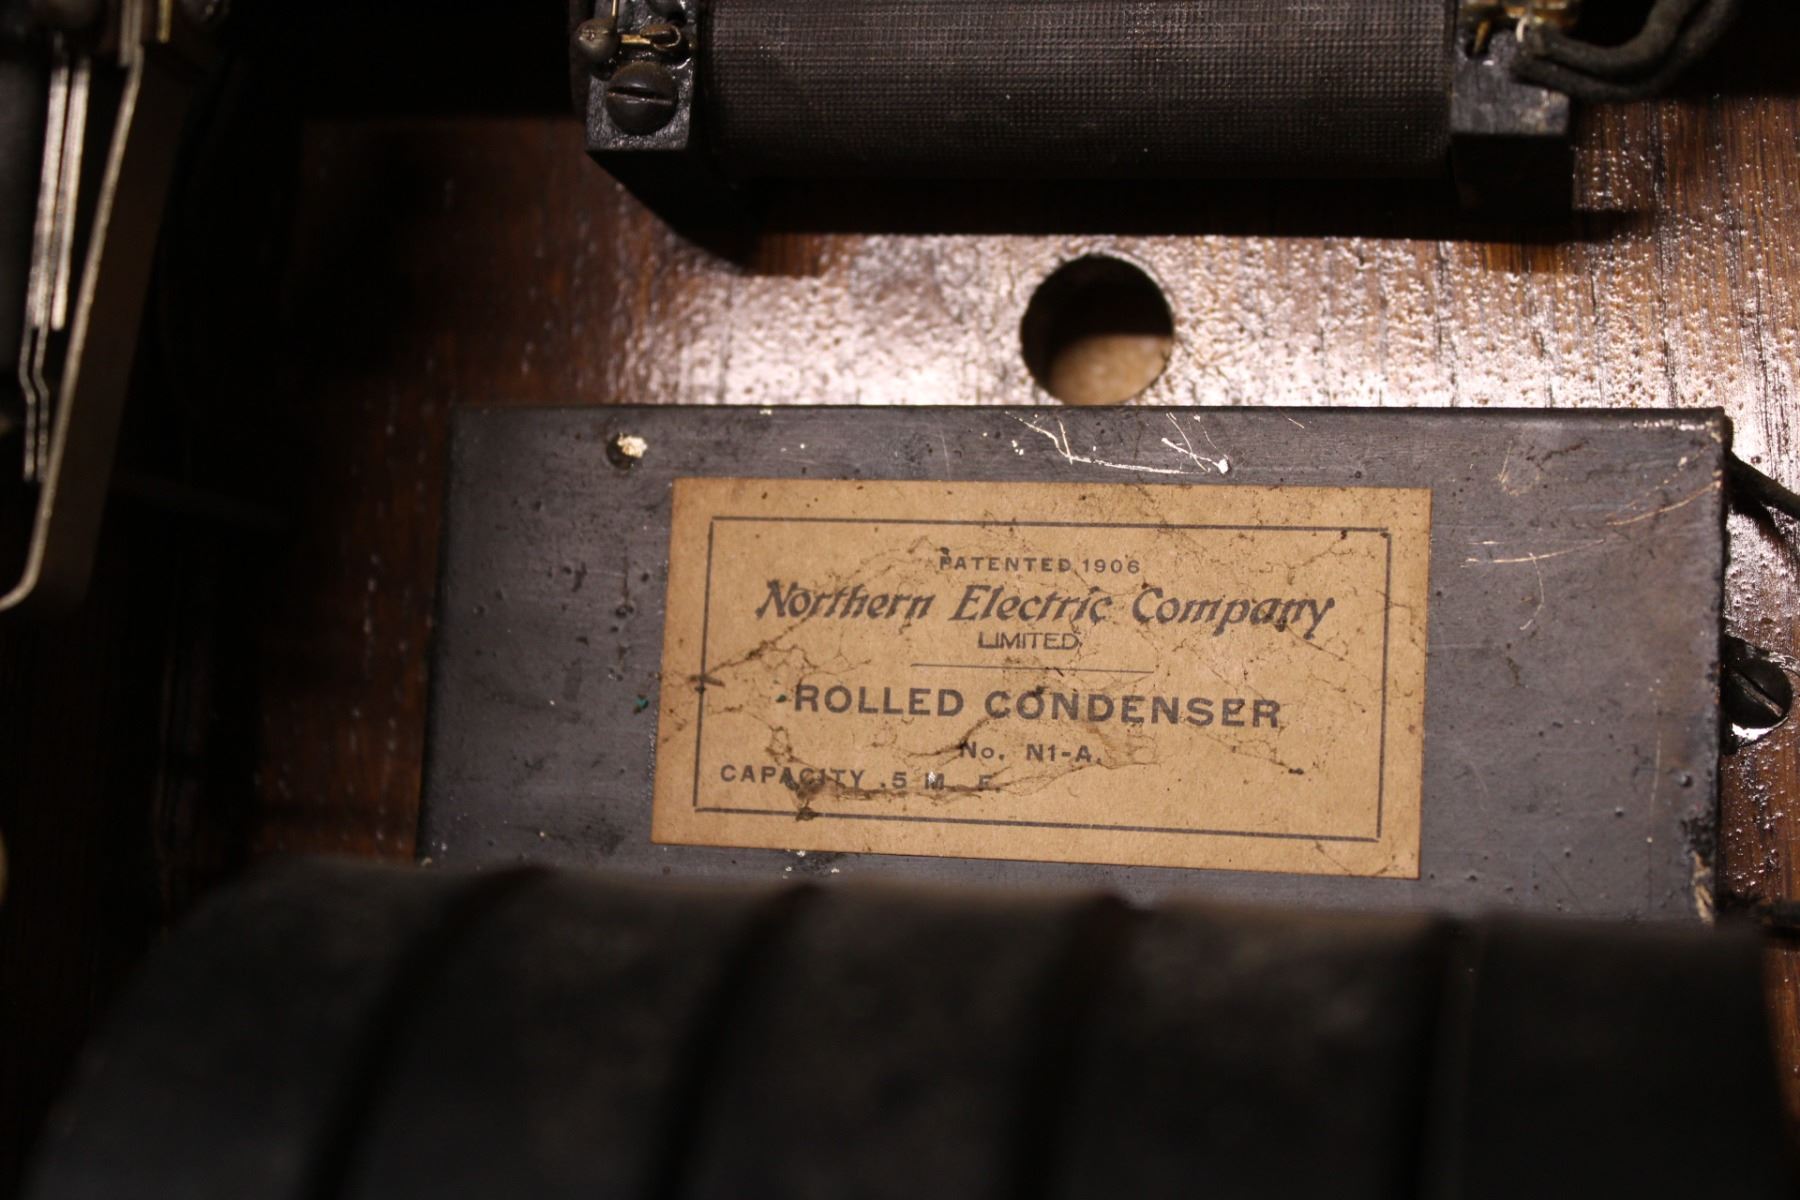 PATENTED 1906
Northern Electric Company
LIMITED
ROLLED CONDENSER
No. N1-A.
CAPACITY .5 M. F.